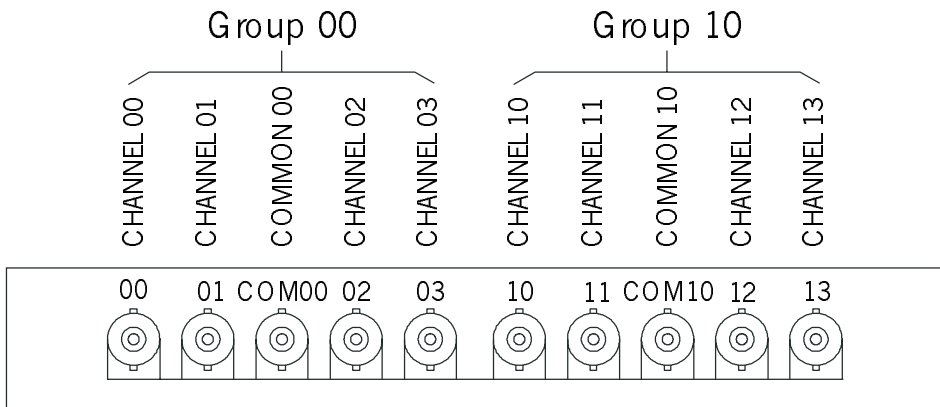 Group 00 Group 10
CHANNEL 00
CHANNEL 01
COMMON 00
CHANNEL 02
CHANNEL 03
CHANNEL 10
CHANNEL 11
COMMON 10
CHANNEL 12
CHANNEL 13
00 01 COM00 02 03 10 11 COM10 12 13